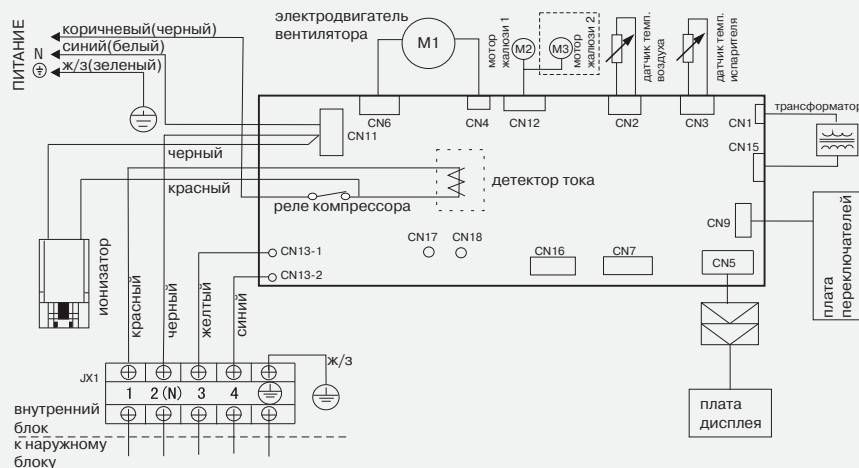 ПИТАНИЕ
коричневый(черный)
N синий(белый)
ж/з(зеленый)
электродвигатель
вентилятора
M1
мотор
жалюзи 1
M2
M3
мотор
жалюзи 2
датчик темп.
воздуха
датчик темп.
испарителя
CN6
CN4
CN12
CN2
CN3
CN1
трансформатор
CN11
CN15
черный
красный
детектор тока
реле компрессора
CN9
плата
переключателей
CN17
CN18
CN13-1
CN13-2
CN16
CN7
CN5
ионизатор
красный
черный
желтый
синий
ж/з
JX1
1 2(N) 3 4
внутренний
блок
к наружному
блоку
плата
дисплея